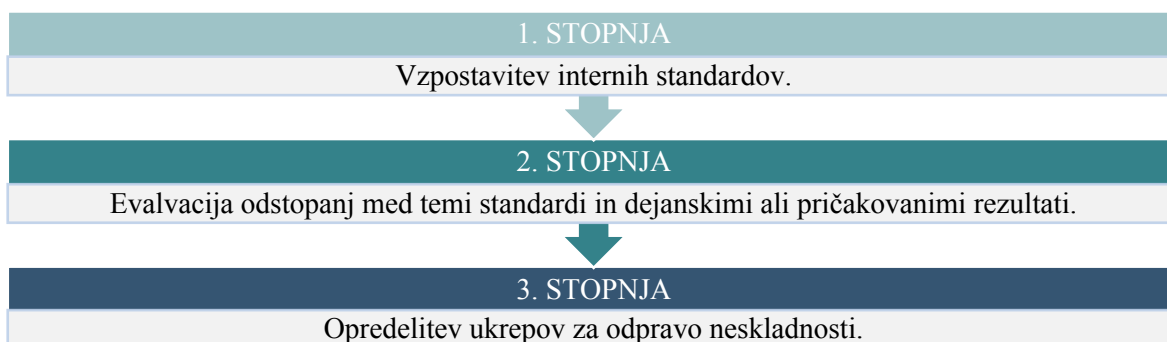 1. STOPNJA
Vzpostavitev internih standardov.
2. STOPNJA
Evalvacija odstopanj med temi standardi in dejanskimi ali pričakovanimi rezultati.
3. STOPNJA
Opredelitev ukrepov za odpravo neskladnosti.